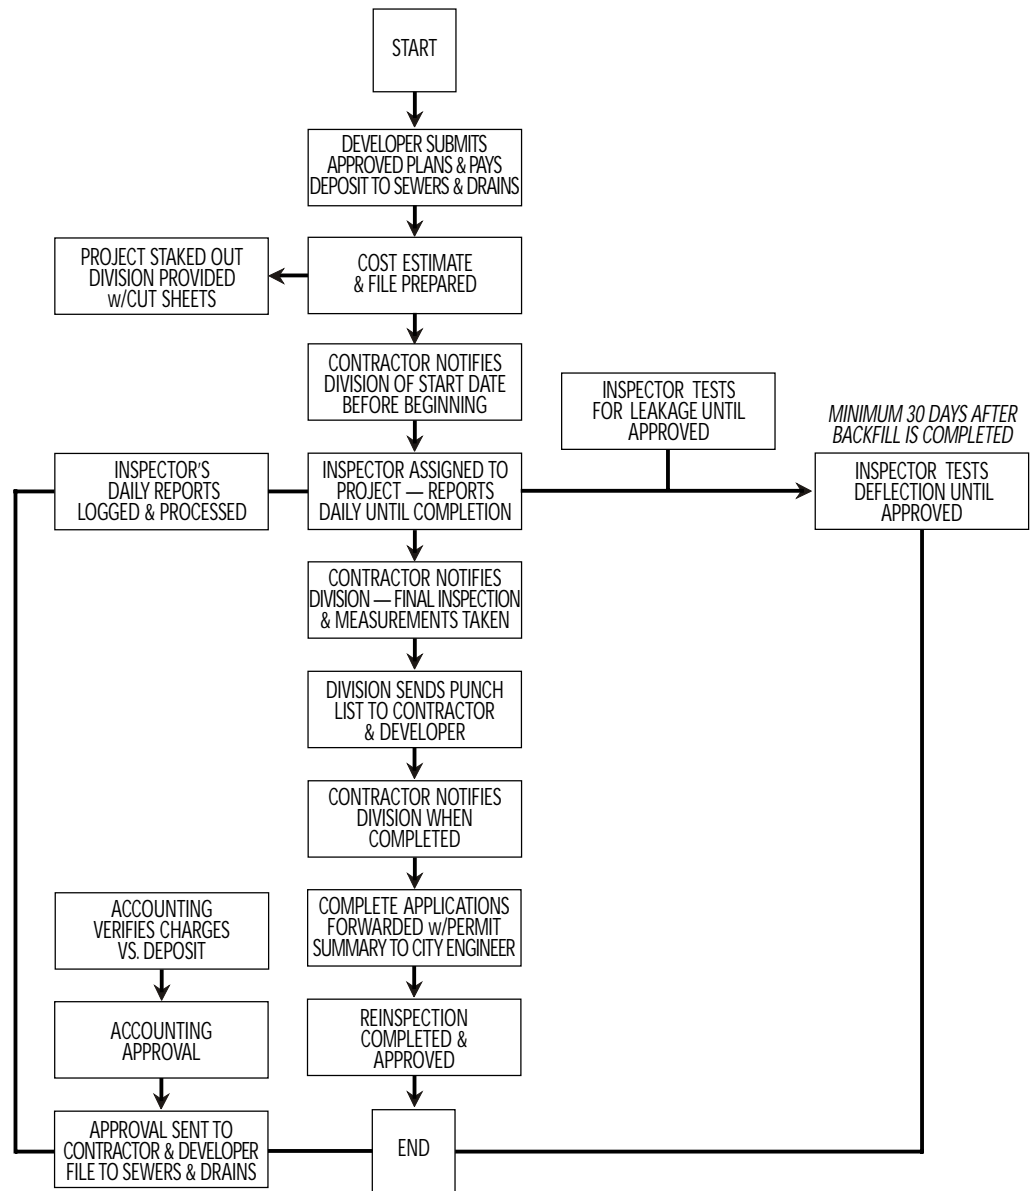 START
DEVELOPER SUBMITS
APPROVED PLANS & PAYS
DEPOSIT TO SEWERS & DRAINS
PROJECT STAKED OUT
DIVISION PROVIDED
w/CUT SHEETS
COST ESTIMATE
& FILE PREPARED
CONTRACTOR NOTIFIES
DIVISION OF START DATE
BEFORE BEGINNING
INSPECTOR TESTS
FOR LEAKAGE UNTIL
APPROVED
MINIMUM 30 DAYS AFTER
BACKFILL IS COMPLETED
INSPECTOR'S
DAILY REPORTS
LOGGED & PROCESSED
INSPECTOR ASSIGNED TO
PROJECT — REPORTS
DAILY UNTIL COMPLETION
INSPECTOR TESTS
DEFLECTION UNTIL
APPROVED
CONTRACTOR NOTIFIES
DIVISION — FINAL INSPECTION
& MEASUREMENTS TAKEN
DIVISION SENDS PUNCH
LIST TO CONTRACTOR
& DEVELOPER
CONTRACTOR NOTIFIES
DIVISION WHEN
COMPLETED
ACCOUNTING
VERIFIES CHARGES
VS. DEPOSIT
COMPLETE APPLICATIONS
FORWARDED w/PERMIT
SUMMARY TO CITY ENGINEER
ACCOUNTING
APPROVAL
REINSPECTION
COMPLETED &
APPROVED
APPROVAL SENT TO
CONTRACTOR & DEVELOPER
FILE TO SEWERS & DRAINS
END